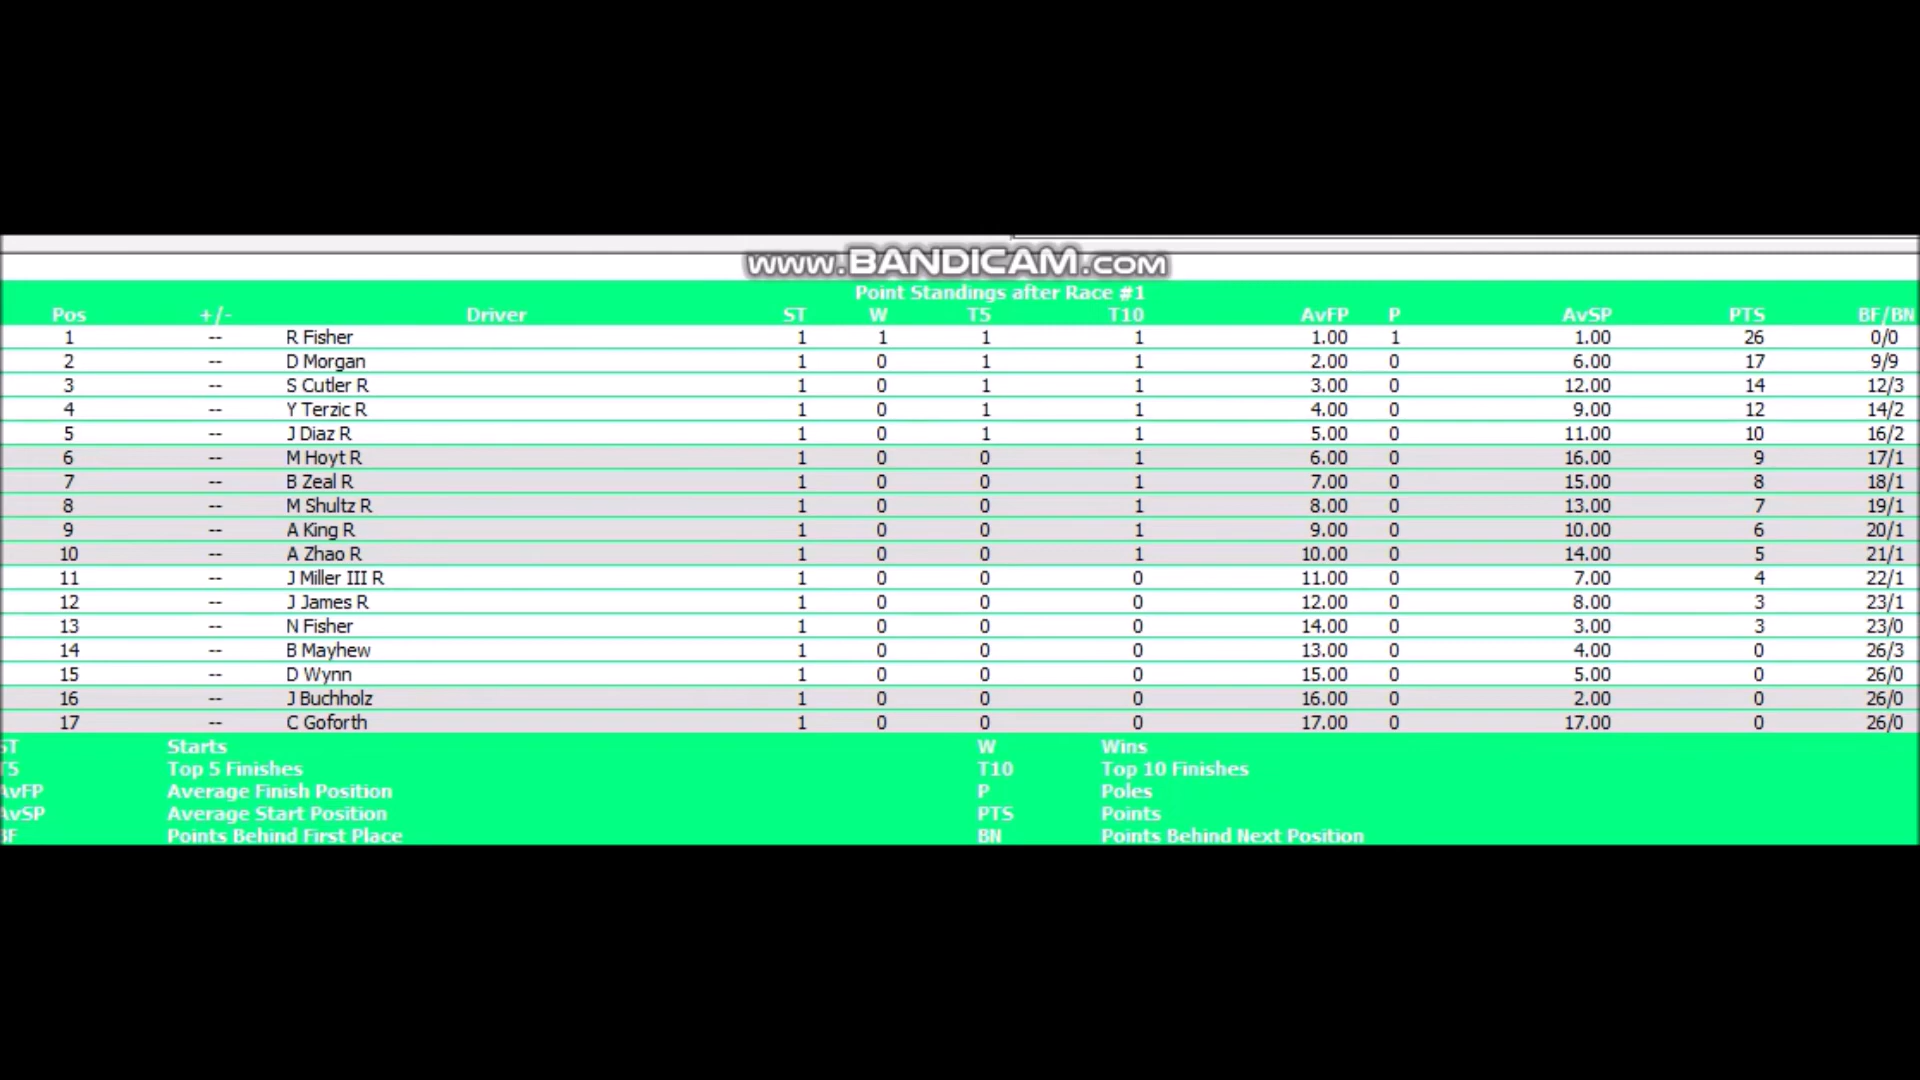 www.BANDICAM.com
Point Standings after Race #1
Pos +/- Driver ST W T5 T10 AvFP P AvSP PTS BF/BN
1 -- R Fisher 1 1 1 1 1.00 1 1.00 26 0/0
2 -- D Morgan 1 0 1 1 2.00 0 6.00 17 9/9
3 -- S Cutler R 1 0 1 1 3.00 0 12.00 14 12/3
4 -- Y Terzic R 1 0 1 1 4.00 0 9.00 12 14/2
5 -- J Diaz R 1 0 1 1 5.00 0 11.00 10 16/2
6 -- M Hoyt R 1 0 0 1 6.00 0 16.00 9 17/1
7 -- B Zeal R 1 0 0 1 7.00 0 15.00 8 18/1
8 -- M Shultz R 1 0 0 1 8.00 0 13.00 7 19/1
9 -- A King R 1 0 0 1 9.00 0 10.00 6 20/1
10 -- A Zhao R 1 0 0 1 10.00 0 14.00 5 21/1
11 -- J Miller III R 1 0 0 0 11.00 0 7.00 4 22/1
12 -- J James R 1 0 0 0 12.00 0 8.00 3 23/1
13 -- N Fisher 1 0 0 0 14.00 0 3.00 3 23/0
14 -- B Mayhew 1 0 0 0 13.00 0 4.00 0 26/3
15 -- D Wynn 1 0 0 0 15.00 0 5.00 0 26/0
16 -- J Buchholz 1 0 0 0 16.00 0 2.00 0 26/0
17 -- C Goforth 1 0 0 0 17.00 0 17.00 0 26/0
ST Starts W Wins
T5 Top 5 Finishes T10 Top 10 Finishes
AvFP Average Finish Position P Poles
AvSP Average Start Position PTS Points
BF Points Behind First Place BN Points Behind Next Position